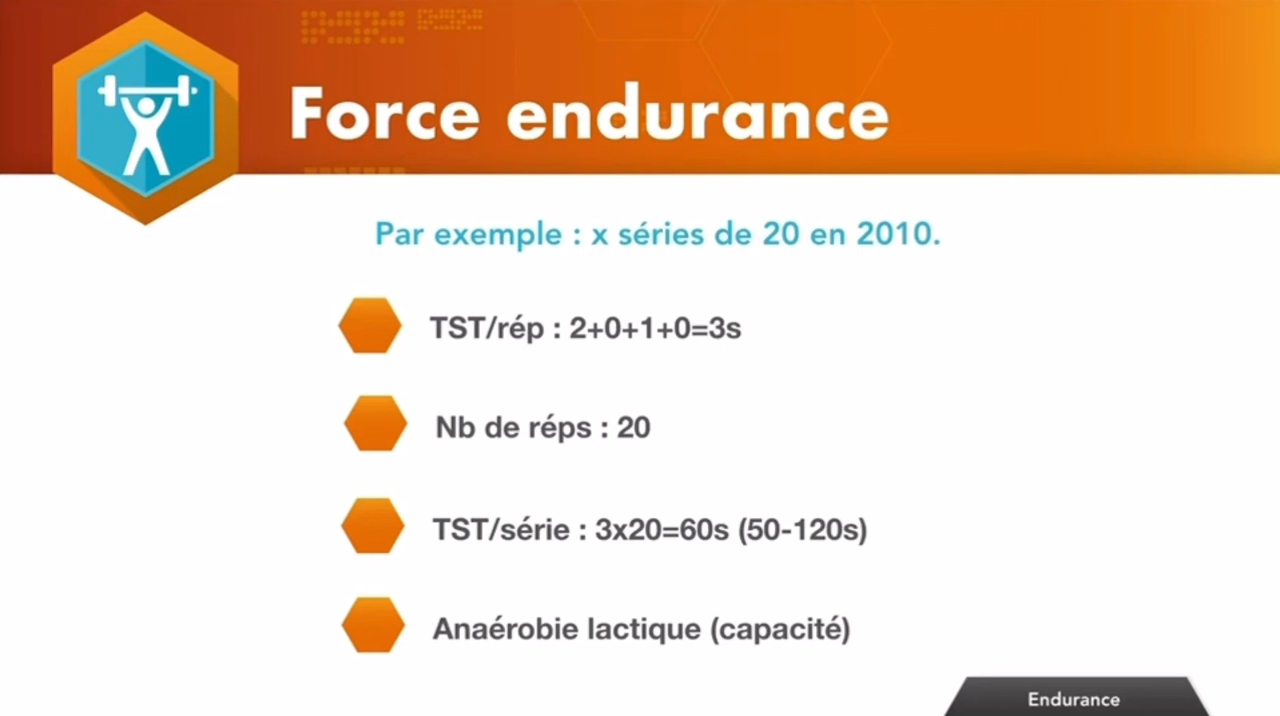 Force endurance
Par exemple : x séries de 20 en 2010.
TST/rép : 2+0+1+0=3s
Nb de réps : 20
TST/série : 3x20=60s (50-120s)
Anaérobie lactique (capacité)
Endurance